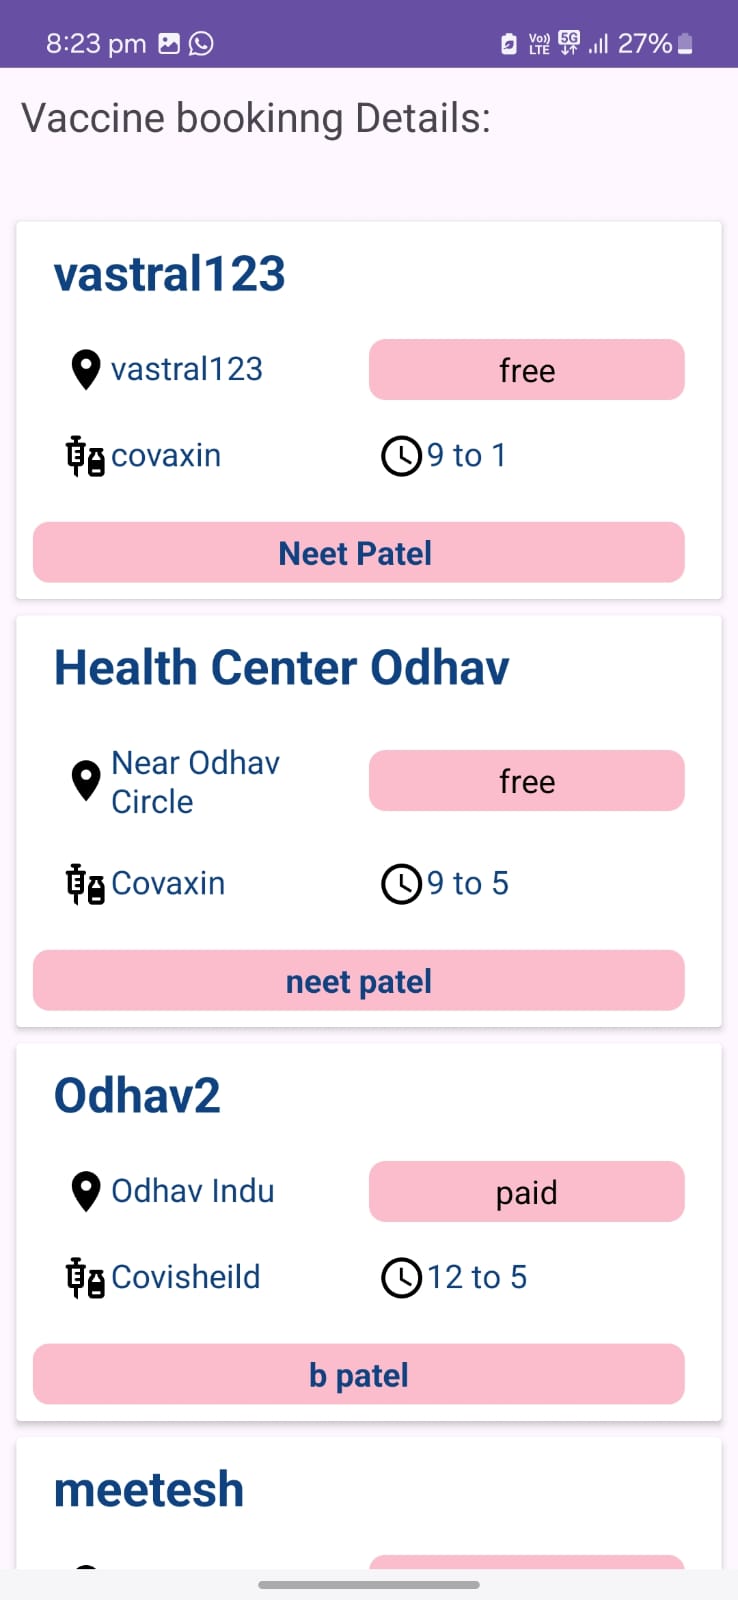 8:23 pm Vo)) LTE 5G 27%
Vaccine bookinng Details:
vastral123
vastral123 free
covaxin 9 to 1
Neet Patel
Health Center Odhav
Near Odhav
Circle
free
Covaxin 9 to 5
neet patel
Odhav2
Odhav Indu paid
Covisheild 12 to 5
b patel
meetesh